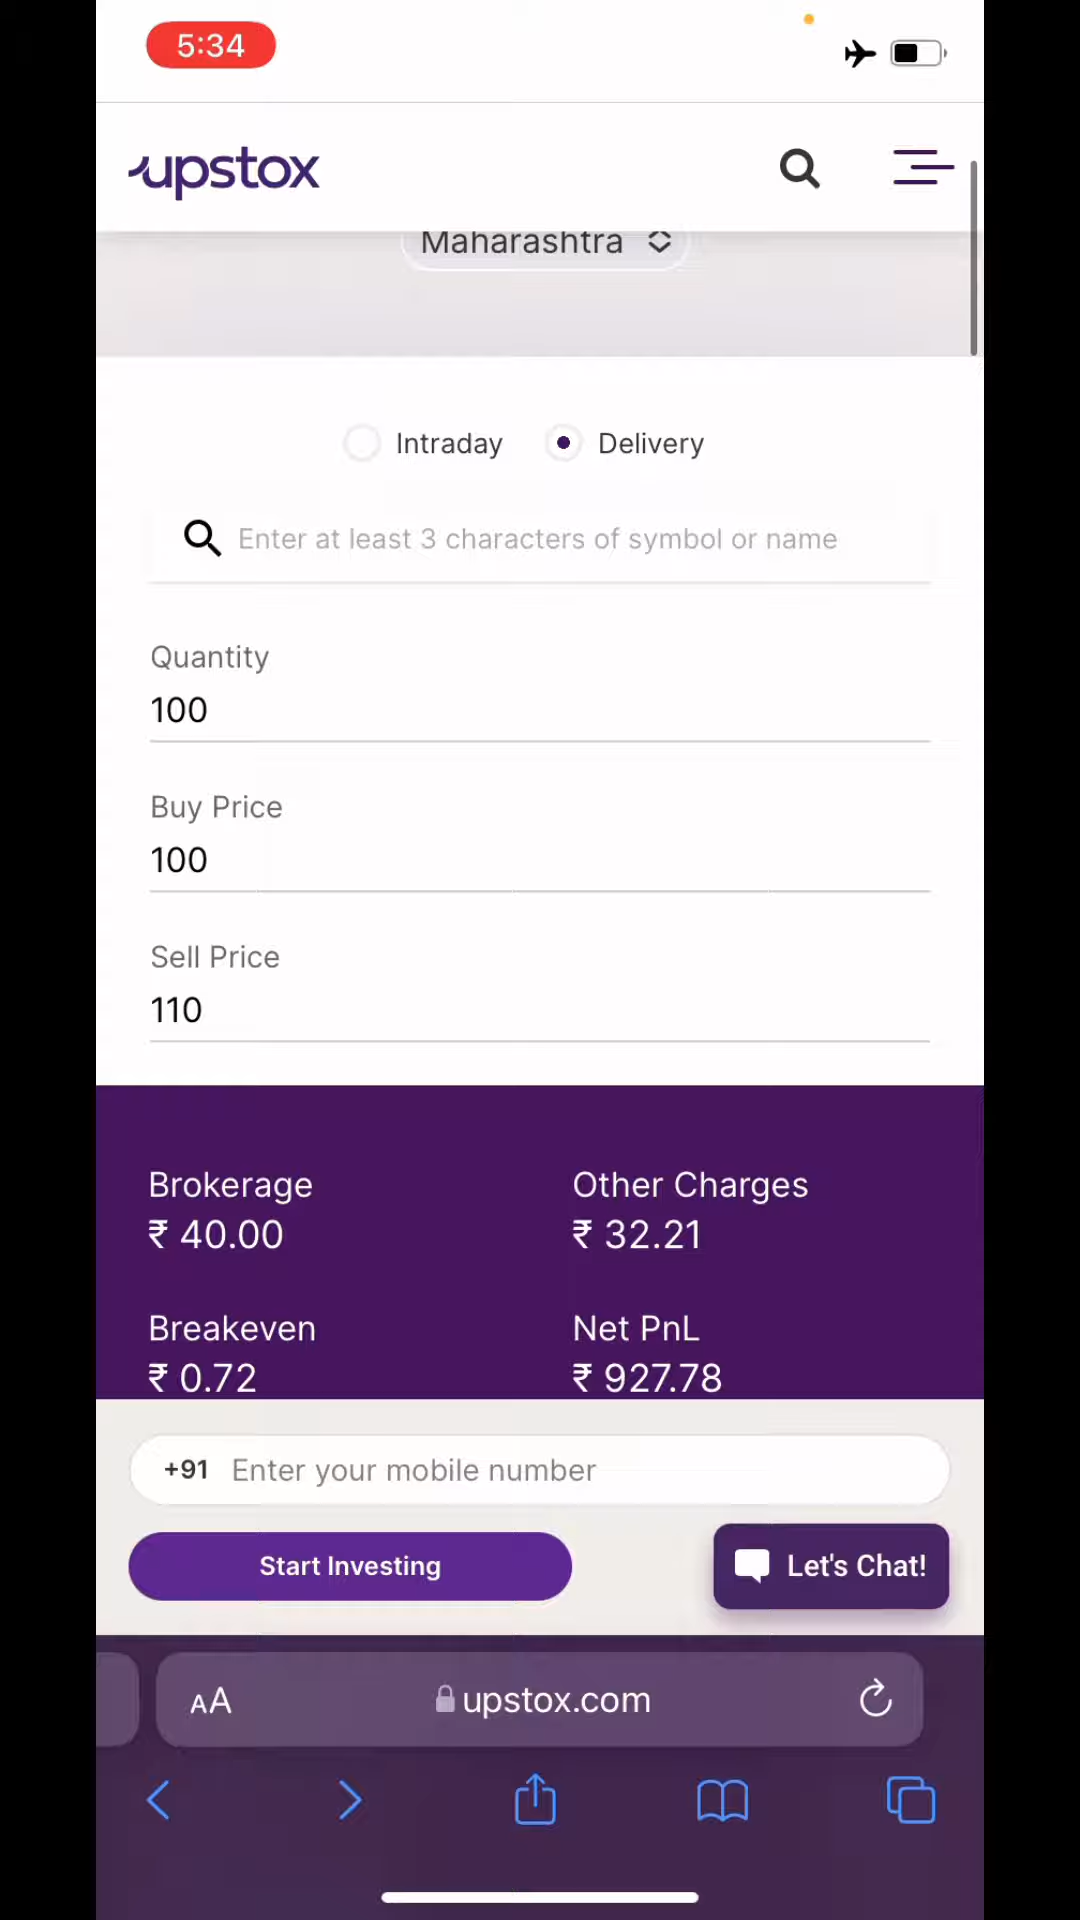 5:34
upstox
Maharashtra
Intraday Delivery
Enter at least 3 characters of symbol or name
Quantity
100
Buy Price
100
Sell Price
110
Brokerage Other Charges
₹ 40.00 ₹ 32.21
Breakeven Net PnL
₹ 0.72 ₹ 927.78
+91 Enter your mobile number
Start Investing Let's Chat!
AA upstox.com